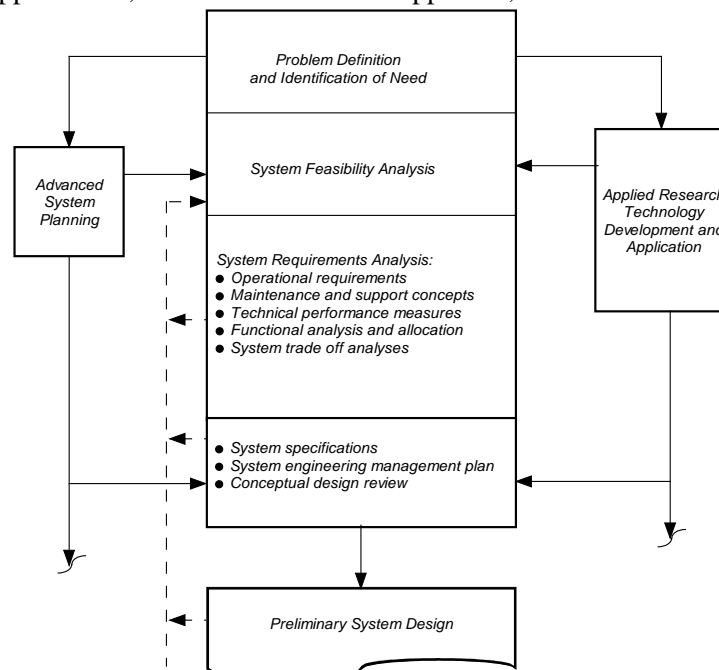 Problem Definition
and Identification of Need
System Feasibility Analysis
Advanced
System
Planning
Applied Research
Technology
Development and
Application
System Requirements Analysis:
● Operational requirements
● Maintenance and support concepts
● Technical performance measures
● Functional analysis and allocation
● System trade off analyses
● System specifications
● System engineering management plan
● Conceptual design review
Preliminary System Design